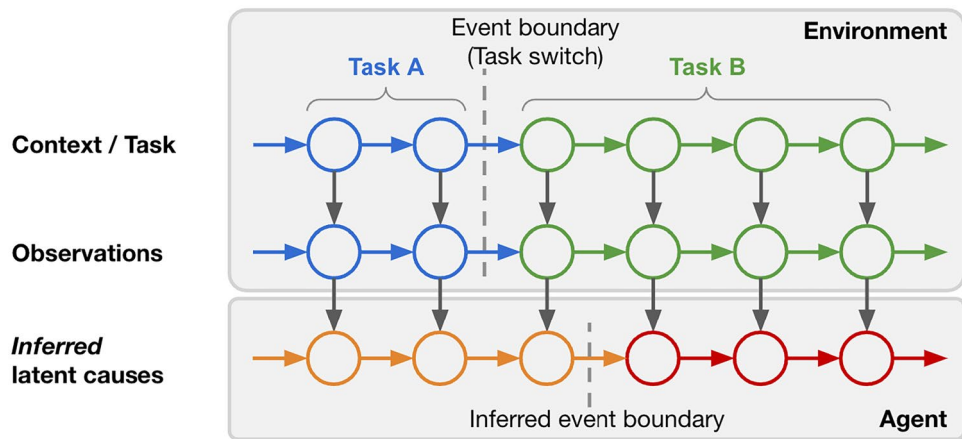 Event boundary
(Task switch)
Environment
Task A
Task B
Context / Task
Observations
Inferred
latent causes
Inferred event boundary
Agent